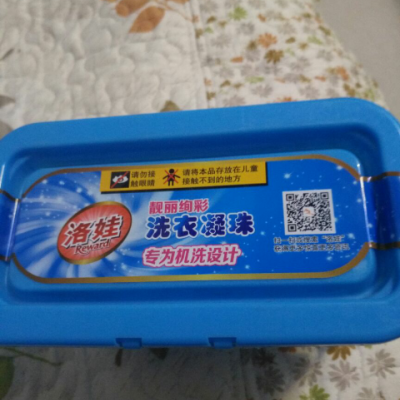 请勿接
触眼睛
请将本品存放在儿童
接触不到的地方
靓丽绚彩
洛娃
Reward
洗衣凝珠
专为机洗设计